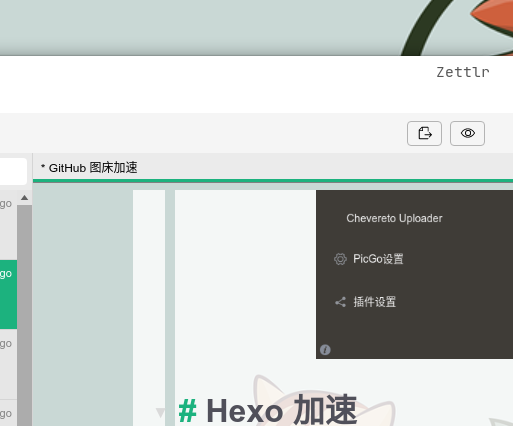 Zettlr
* GitHub 图床加速
go
go
go
go
Chevereto Uploader
PicGo设置
插件设置
# Hexo 加速